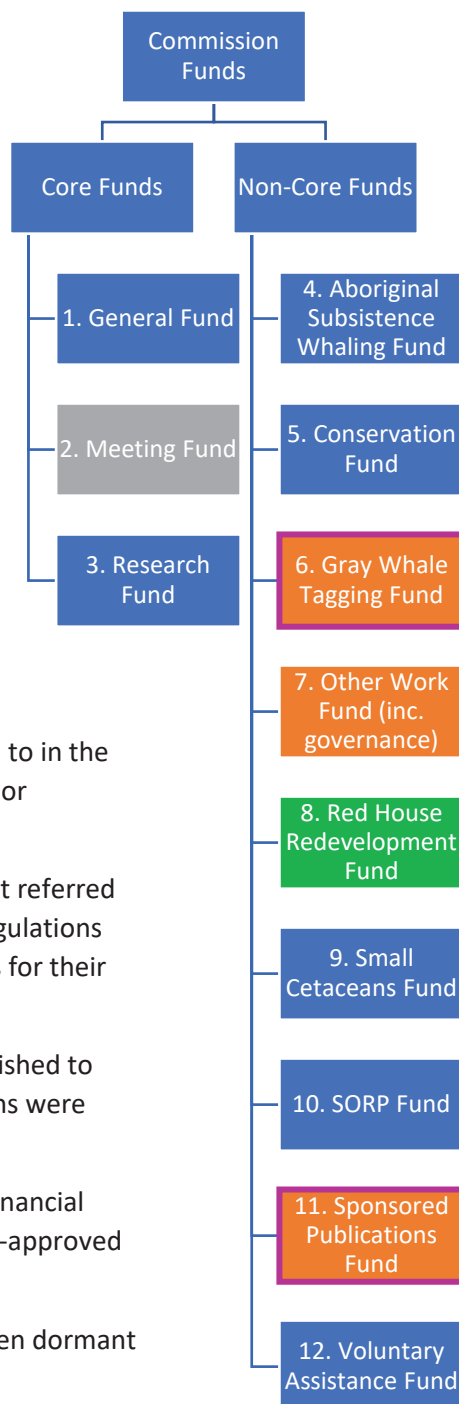 Commission
Funds
Core Funds
Non-Core Funds
1. General Fund
2. Meeting Fund
3. Research
Fund
4. Aboriginal
Subsistence
Whaling Fund
5. Conservation
Fund
6. Gray Whale
Tagging Fund
7. Other Work
Fund (inc.
governance)
8. Red House
Redevelopment
Fund
9. Small
Cetaceans Fund
10. SORP Fund
11. Sponsored
Publications
Fund
12. Voluntary
Assistance Fund
to in the
or
t referred
gulations
for their
ished to
ns were
nancial
-approved
en dormant